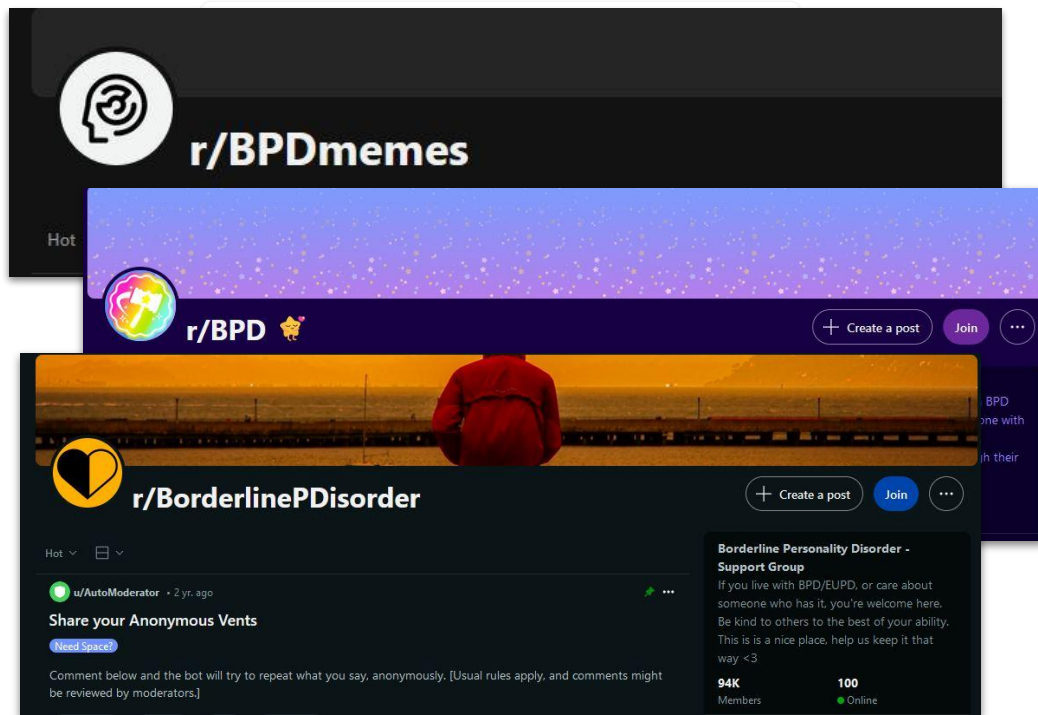 r/BPDmemes
Hot
r/BPD
Create a post
Join
BPD
one with
their
r/BorderlinePDisorder
Create a post
Join
Hot
Borderline Personality Disorder -
Support Group
If you live with BPD/EUPD, or care about
someone who has it, you're welcome here.
Be kind to others to the best of your ability.
This is is a nice place, help us keep it that
way <3
94K
100
Members
Online
u/AutoModerator • 2 yr. ago
Share your Anonymous Vents
Need Space?
Comment below and the bot will try to repeat what you say, anonymously. [Usual rules apply, and comments might
be reviewed by moderators.]